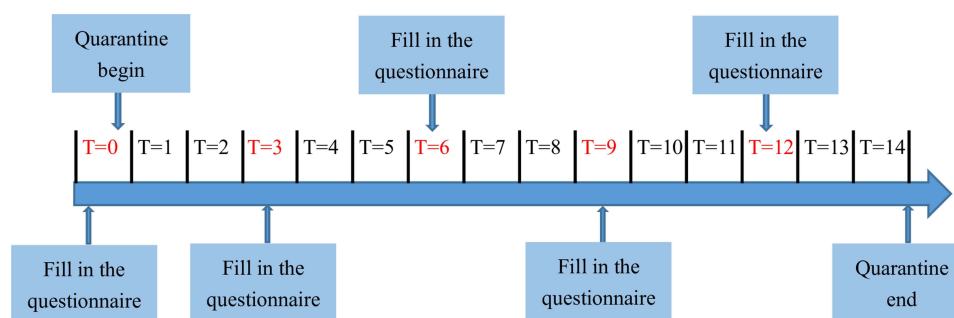 Quarantine
begin
Fill in the
questionnaire
Fill in the
questionnaire
T=0 T=1 T=2 T=3 T=4 T=5 T=6 T=7 T=8 T=9 T=10 T=11 T=12 T=13 T=14
Fill in the
questionnaire
Fill in the
questionnaire
Fill in the
questionnaire
Quarantine
end